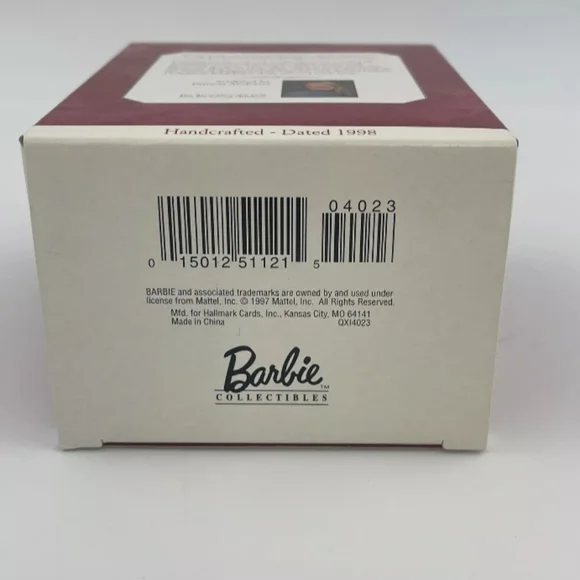 Handcrafted - Dated 1998
04023
0 15012 51121 5
BARBIE and associated trademarks are owned by and used under
license from Mattel, Inc. © 1997 Mattel, Inc. All Rights Reserved.
Mfd. for Hallmark Cards, Inc., Kansas City, MO 64141
Made in China QXI4023
Barbie™
COLLECTIBLES